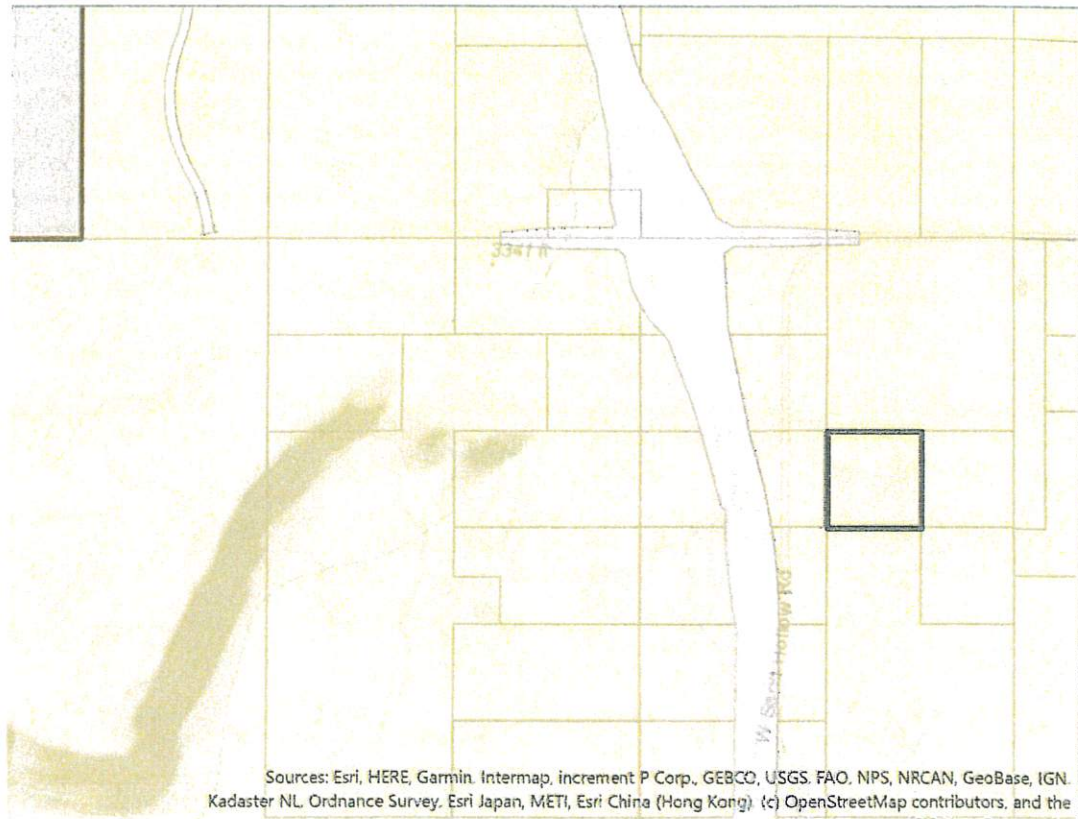 3341 ft
W Sand Hollow Rd
Sources: Esri, HERE, Garmin, Intermap, increment P Corp., GEBCO, USGS, FAO, NPS, NRCAN, GeoBase, IGN,
Kadaster NL, Ordnance Survey, Esri Japan, METI, Esri China (Hong Kong), (c) OpenStreetMap contributors, and the